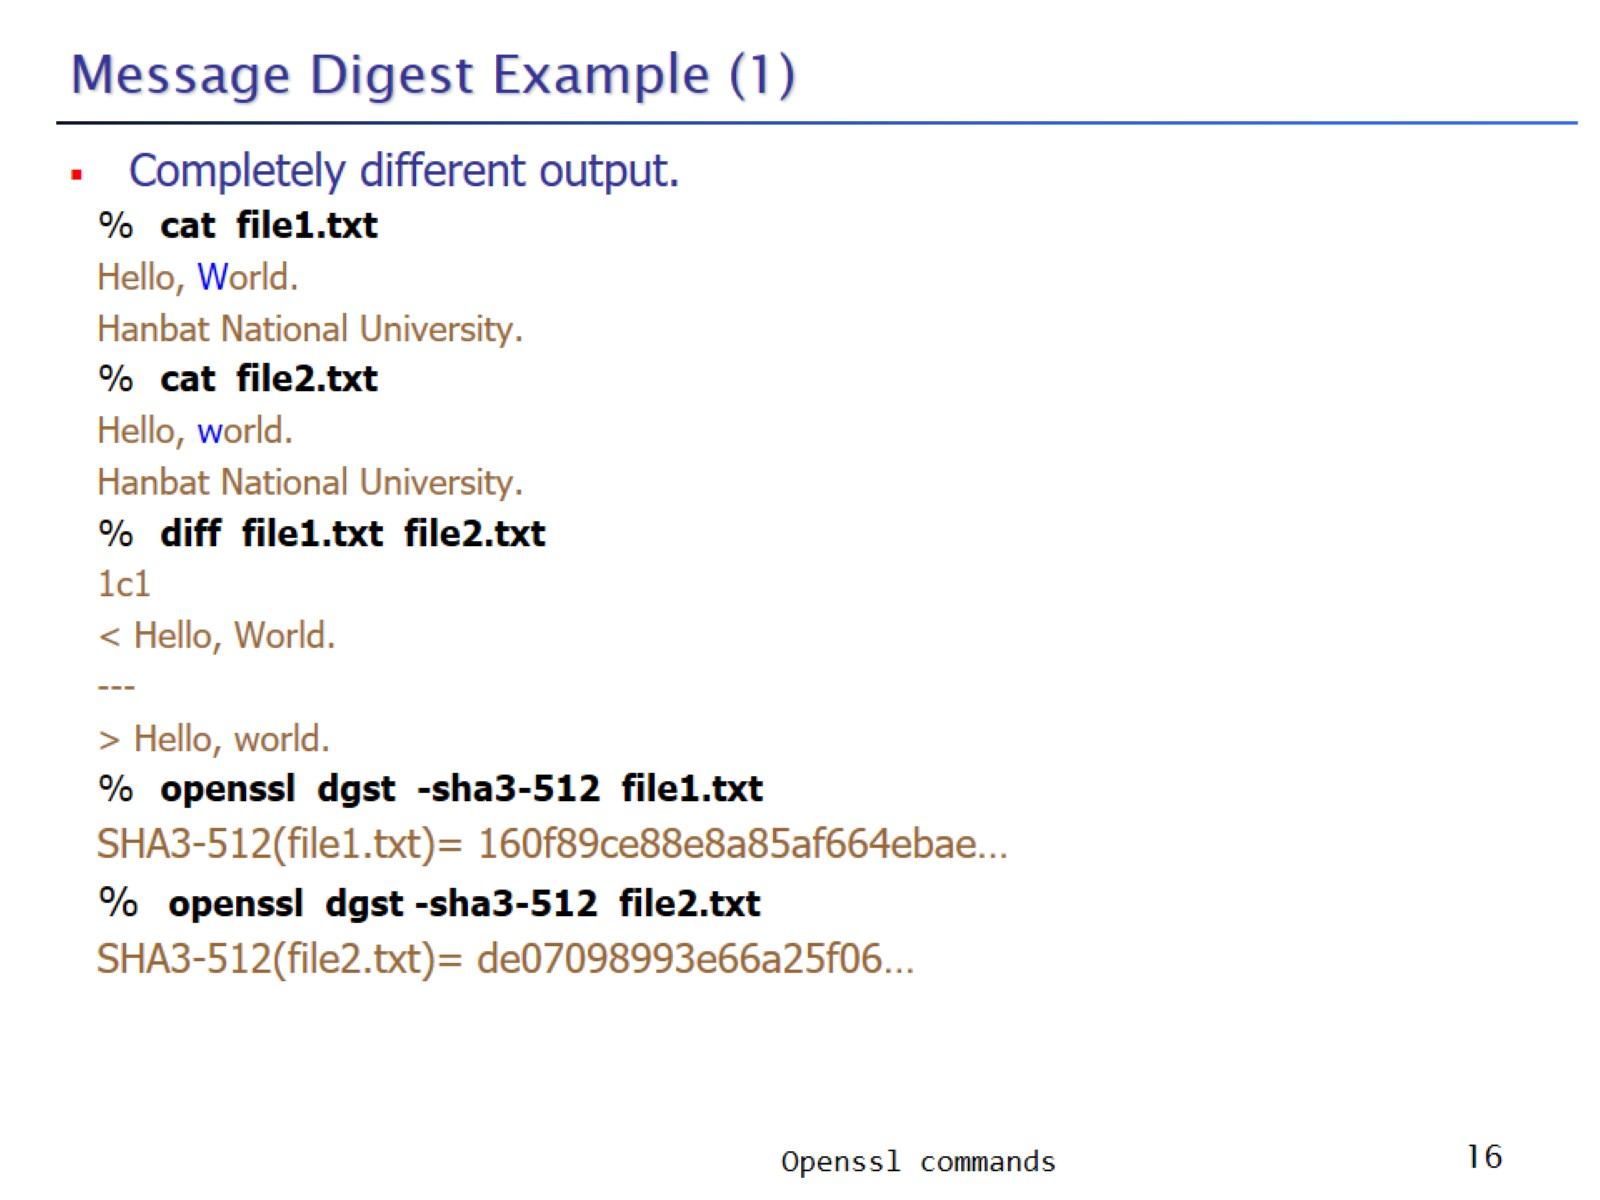 Message Digest Example (1)
▪ Completely different output.
% cat file1.txt
Hello, World.
Hanbat National University.
% cat file2.txt
Hello, world.
Hanbat National University.
% diff file1.txt file2.txt
1c1
< Hello, World.
---
> Hello, world.
% openssl dgst -sha3-512 file1.txt
SHA3-512(file1.txt)= 160f89ce88e8a85af664ebae...
% openssl dgst -sha3-512 file2.txt
SHA3-512(file2.txt)= de07098993e66a25f06...
Openssl commands
16